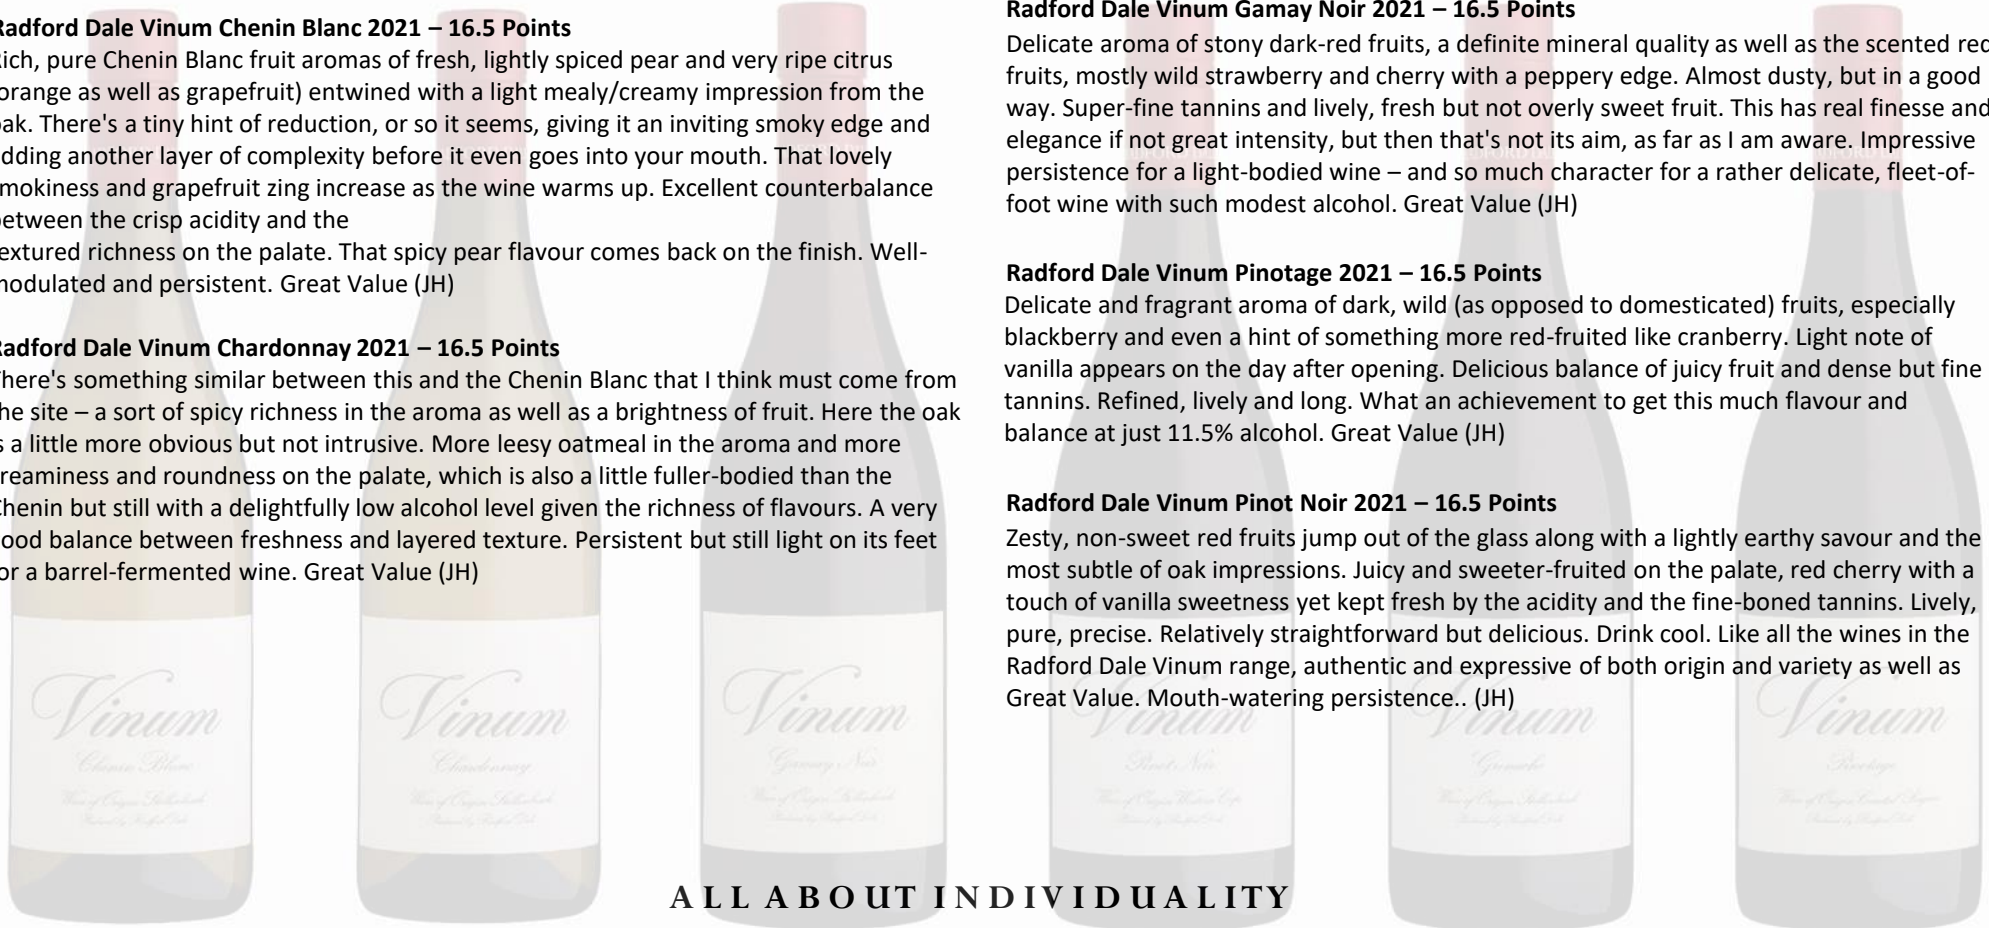 Radford Dale Vinum Chenin Blanc 2021 – 16.5 Points
Rich, pure Chenin Blanc fruit aromas of fresh, lightly spiced pear and very ripe citrus
orange as well as grapefruit) entwined with a light mealy/creamy impression from the
oak. There's a tiny hint of reduction, or so it seems, giving it an inviting smoky edge and
dding another layer of complexity before it even goes into your mouth. That lovely
mokiness and grapefruit zing increase as the wine warms up. Excellent counterbalance
between the crisp acidity and the
extured richness on the palate. That spicy pear flavour comes back on the finish. Well-
modulated and persistent. Great Value (JH)
Radford Dale Vinum Chardonnay 2021 – 16.5 Points
here's something similar between this and the Chenin Blanc that I think must come from
he site – a sort of spicy richness in the aroma as well as a brightness of fruit. Here the oak
s a little more obvious but not intrusive. More leesy oatmeal in the aroma and more
reaminess and roundness on the palate, which is also a little fuller-bodied than the
Chenin but still with a delightfully low alcohol level given the richness of flavours. A very
ood balance between freshness and layered texture. Persistent but still light on its feet
or a barrel-fermented wine. Great Value (JH)
Radford Dale Vinum Gamay Noir 2021 – 16.5 Points
Delicate aroma of stony dark-red fruits, a definite mineral quality as well as the scented red
fruits, mostly wild strawberry and cherry with a peppery edge. Almost dusty, but in a good
way. Super-fine tannins and lively, fresh but not overly sweet fruit. This has real finesse and
elegance if not great intensity, but then that's not its aim, as far as I am aware. Impressive
persistence for a light-bodied wine – and so much character for a rather delicate, fleet-of-
foot wine with such modest alcohol. Great Value (JH)
Radford Dale Vinum Pinotage 2021 – 16.5 Points
Delicate and fragrant aroma of dark, wild (as opposed to domesticated) fruits, especially
blackberry and even a hint of something more red-fruited like cranberry. Light note of
vanilla appears on the day after opening. Delicious balance of juicy fruit and dense but fine
tannins. Refined, lively and long. What an achievement to get this much flavour and
balance at just 11.5% alcohol. Great Value (JH)
Radford Dale Vinum Pinot Noir 2021 – 16.5 Points
Zesty, non-sweet red fruits jump out of the glass along with a lightly earthy savour and the
most subtle of oak impressions. Juicy and sweeter-fruited on the palate, red cherry with a
touch of vanilla sweetness yet kept fresh by the acidity and the fine-boned tannins. Lively,
pure, precise. Relatively straightforward but delicious. Drink cool. Like all the wines in the
Radford Dale Vinum range, authentic and expressive of both origin and variety as well as
Great Value. Mouth-watering persistence.. (JH)
Vinum
Chenin Blanc
Vinum
Chardonnay
Vinum
Gamay Noir
Vinum
Pinot Noir
Vinum
Grenache
Vinum
Pinotage
ALL ABOUT INDIVIDUALITY